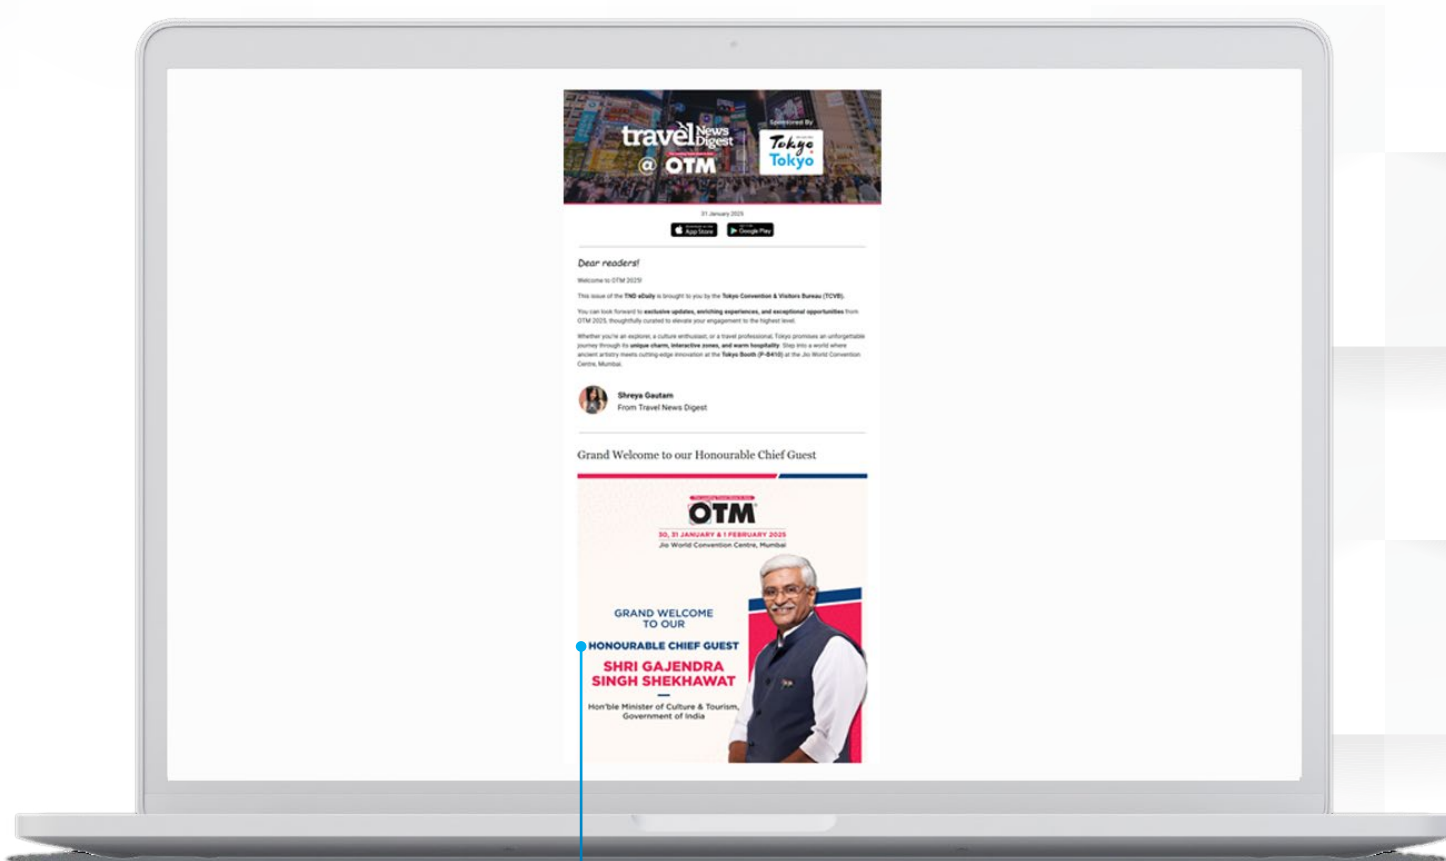 travel News
Digest
@ OTM
Sponsored By
Tokyo
Tokyo
31 January 2025
App Store
Google Play
Dear readers!
Welcome to OTM 2025!
This issue of the TND eDaily is brought to you by the Tokyo Convention & Visitors Bureau (TCVB).
You can look forward to exclusive updates, enriching experiences, and exceptional opportunities from
OTM 2025, thoughtfully curated to elevate your engagement to the highest level.
Whether you're an explorer, a culture enthusiast, or a travel professional, Tokyo promises an unforgettable
journey through its unique charm, interactive zones, and warm hospitality. Step into a world where
ancient artistry meets cutting-edge innovation at the Tokyo Booth (P-B410) at the Jio World Convention
Centre, Mumbai.
Shreya Gautam
From Travel News Digest
Grand Welcome to our Honourable Chief Guest
OTM
30, 31 JANUARY & 1 FEBRUARY 2025
Jio World Convention Centre, Mumbai
GRAND WELCOME
TO OUR
HONOURABLE CHIEF GUEST
SHRI GAJENDRA
SINGH SHEKHAWAT
Hon'ble Minister of Culture & Tourism,
Government of India